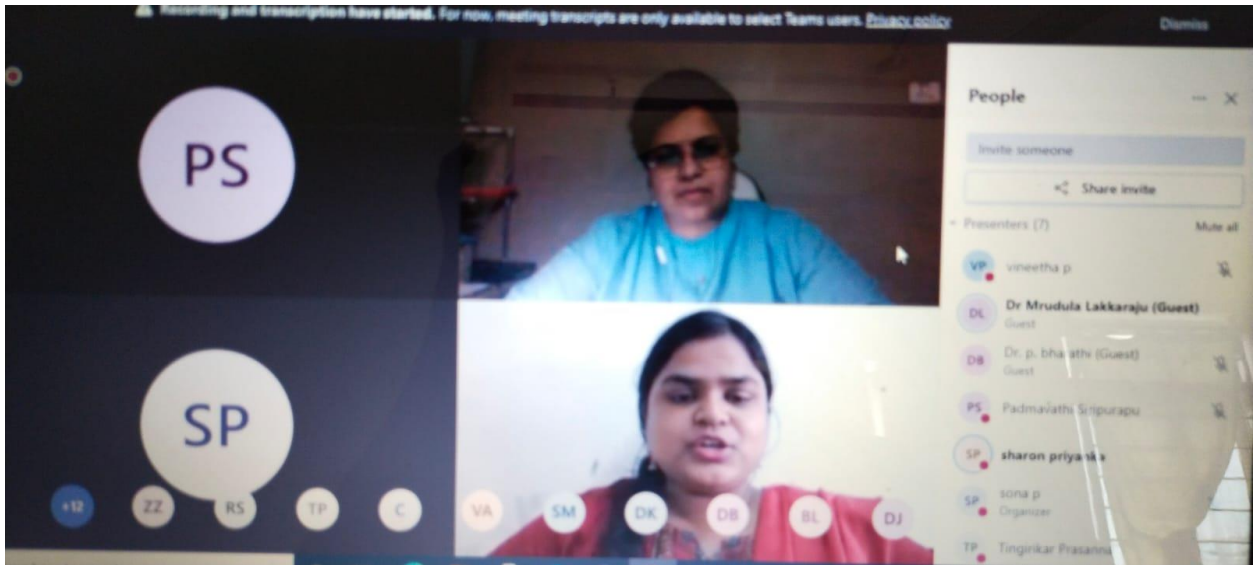 Recording and transcription have started. For now, meeting transcripts are only available to select Teams users. Privacy policy
Dismiss
PS
SP
+12
ZZ
RS
TP
C
VA
SM
DK
DB
BL
DJ
People
Invite someone
Share invite
Presenters (7)
Mute all
VP
vineetha p
DL
Dr Mrudula Lakkaraju (Guest)
Guest
DB
Dr. p. bharathi (Guest)
Guest
PS
Padmavathi Sripurapu
SP
sharon priyanka
SP
sona p
Organizer
TP
Tingirikar Prasanna